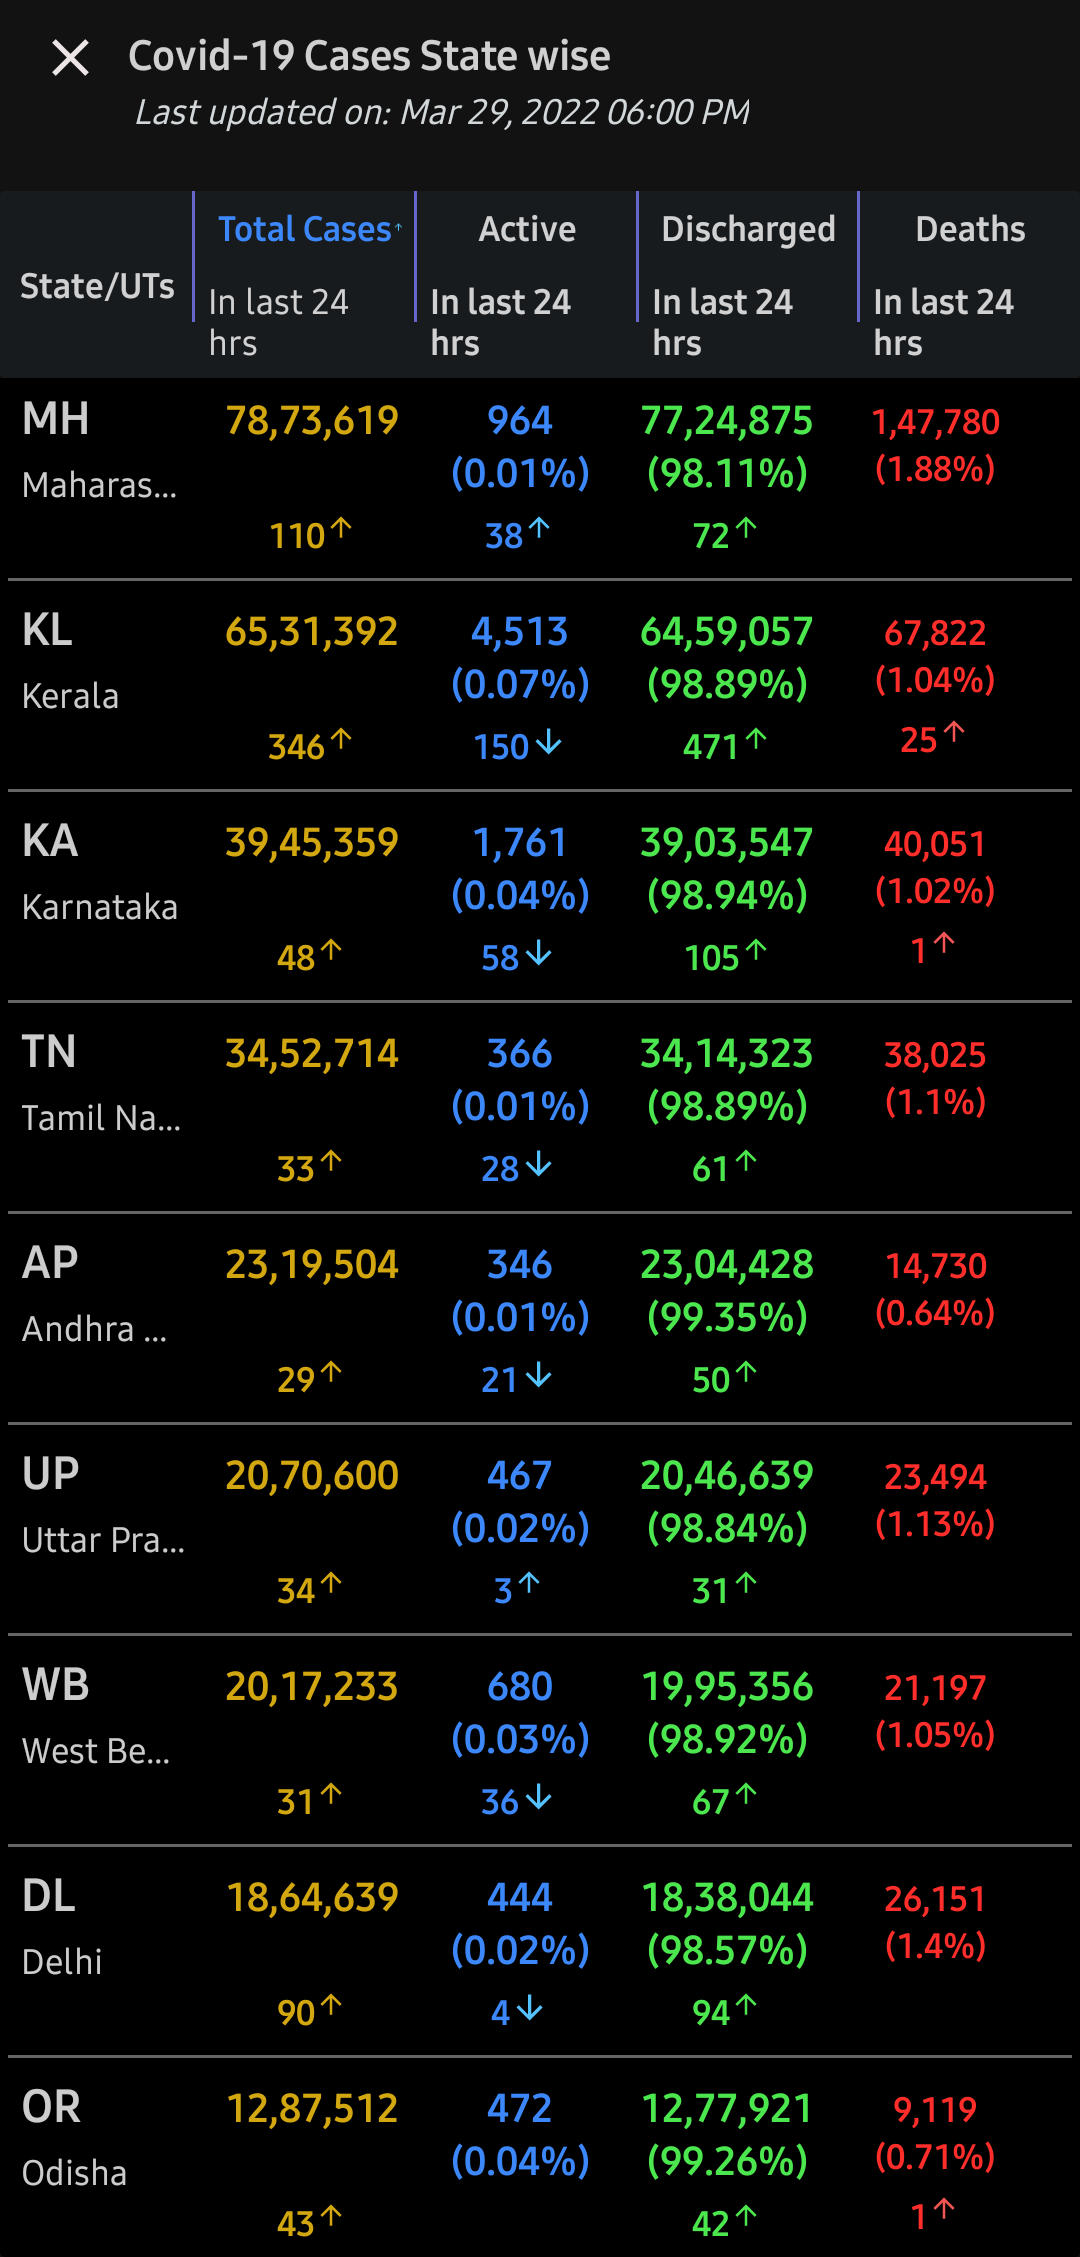 Covid-19 Cases State wise
Last updated on: Mar 29, 2022 06:00 PM
State/UTs
Total Cases↑ Active Discharged Deaths
In last 24 hrs In last 24 hrs In last 24 hrs In last 24 hrs
MH 78,73,619 964 77,24,875 1,47,780
Maharas... (0.01%) (98.11%) (1.88%)
110↑ 38↑ 72↑
KL 65,31,392 4,513 64,59,057 67,822
Kerala (0.07%) (98.89%) (1.04%)
346↑ 150↓ 471↑ 25↑
KA 39,45,359 1,761 39,03,547 40,051
Karnataka (0.04%) (98.94%) (1.02%)
48↑ 58↓ 105↑ 1↑
TN 34,52,714 366 34,14,323 38,025
Tamil Na... (0.01%) (98.89%) (1.1%)
33↑ 28↓ 61↑
AP 23,19,504 346 23,04,428 14,730
Andhra ... (0.01%) (99.35%) (0.64%)
29↑ 21↓ 50↑
UP 20,70,600 467 20,46,639 23,494
Uttar Pra... (0.02%) (98.84%) (1.13%)
34↑ 3↑ 31↑
WB 20,17,233 680 19,95,356 21,197
West Be... (0.03%) (98.92%) (1.05%)
31↑ 36↓ 67↑
DL 18,64,639 444 18,38,044 26,151
Delhi (0.02%) (98.57%) (1.4%)
90↑ 4↓ 94↑
OR 12,87,512 472 12,77,921 9,119
Odisha (0.04%) (99.26%) (0.71%)
43↑ 42↑ 1↑